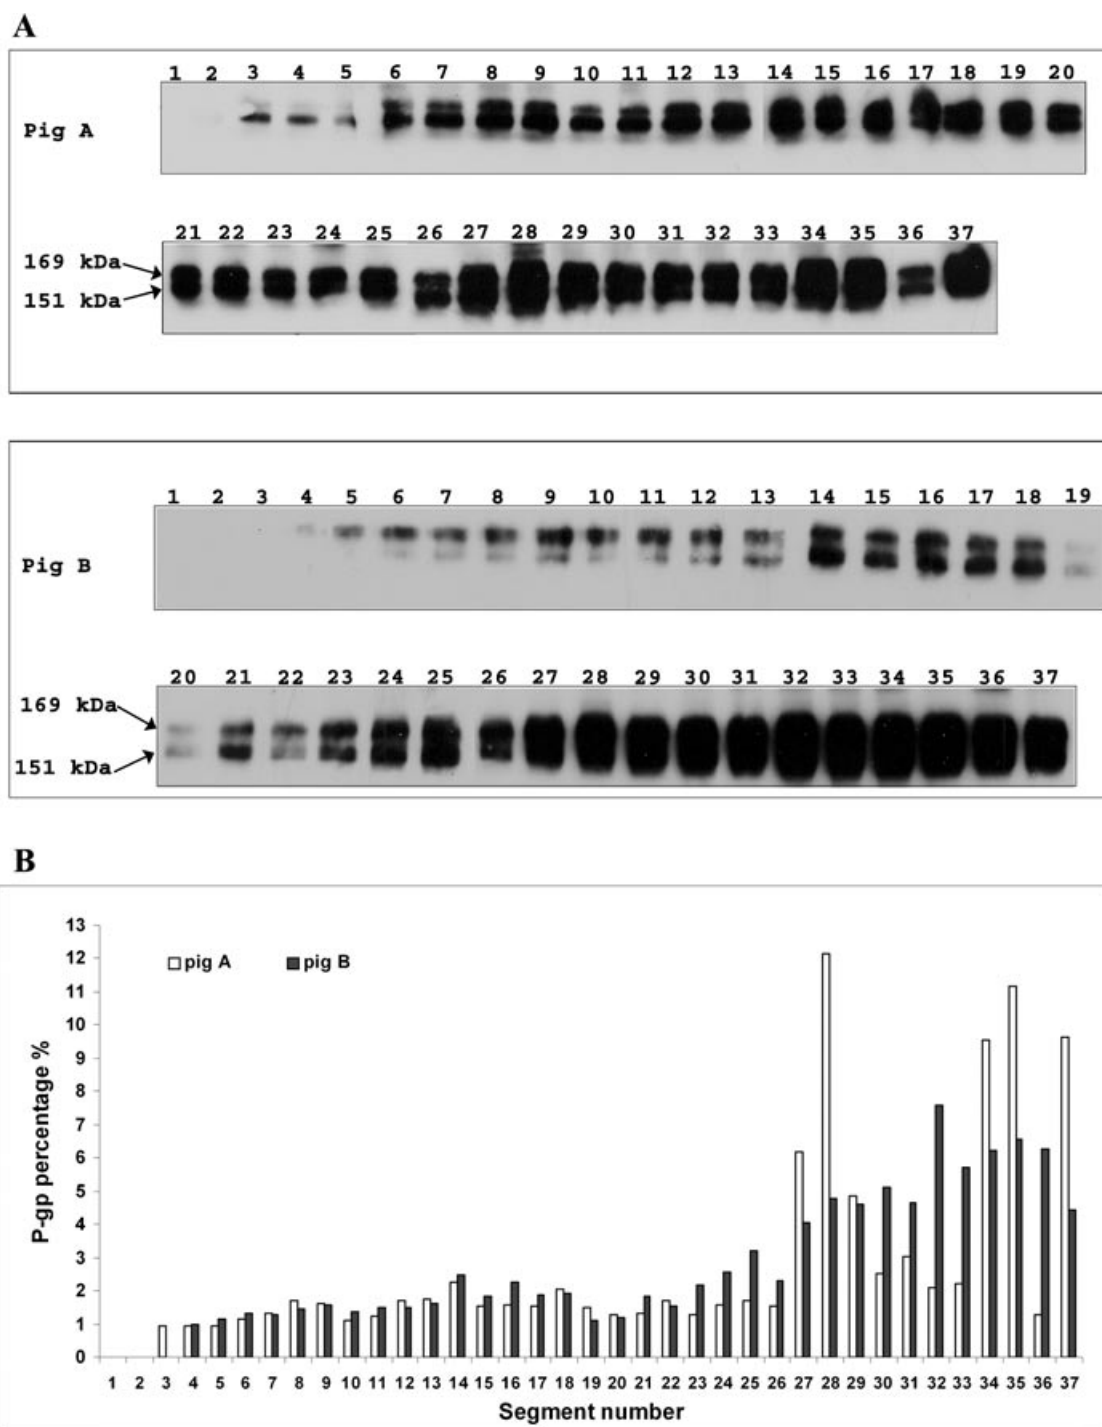 A
1 2 3 4 5 6 7 8 9 10 11 12 13 14 15 16 17 18 19 20
Pig A
21 22 23 24 25 26 27 28 29 30 31 32 33 34 35 36 37
169 kDa
151 kDa
1 2 3 4 5 6 7 8 9 10 11 12 13 14 15 16 17 18 19
Pig B
20 21 22 23 24 25 26 27 28 29 30 31 32 33 34 35 36 37
169 kDa
151 kDa
B
13
12
11
10
9
8
7
6
5
4
3
2
1
0
P-gp percentage %
pig A pig B
1 2 3 4 5 6 7 8 9 10 11 12 13 14 15 16 17 18 19 20 21 22 23 24 25 26 27 28 29 30 31 32 33 34 35 36 37
Segment number